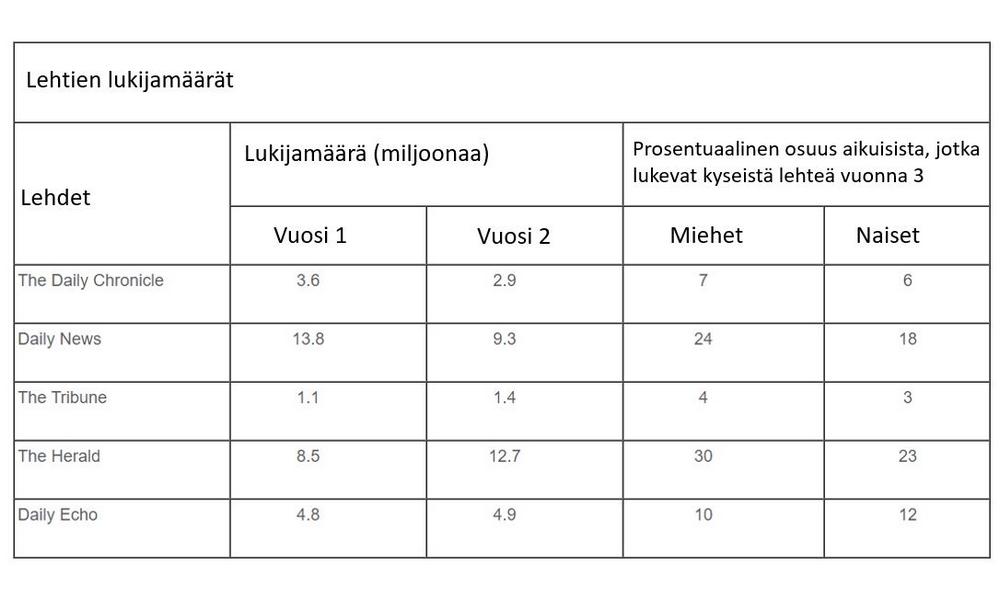 Lehtien lukijamäärät
Lehdet
Lukijamäärä (miljoonaa)
Prosentuaalinen osuus aikuisista, jotka
lukevat kyseistä lehteä vuonna 3
Vuosi 1 Vuosi 2 Miehet Naiset
The Daily Chronicle 3.6 2.9 7 6
Daily News 13.8 9.3 24 18
The Tribune 1.1 1.4 4 3
The Herald 8.5 12.7 30 23
Daily Echo 4.8 4.9 10 12